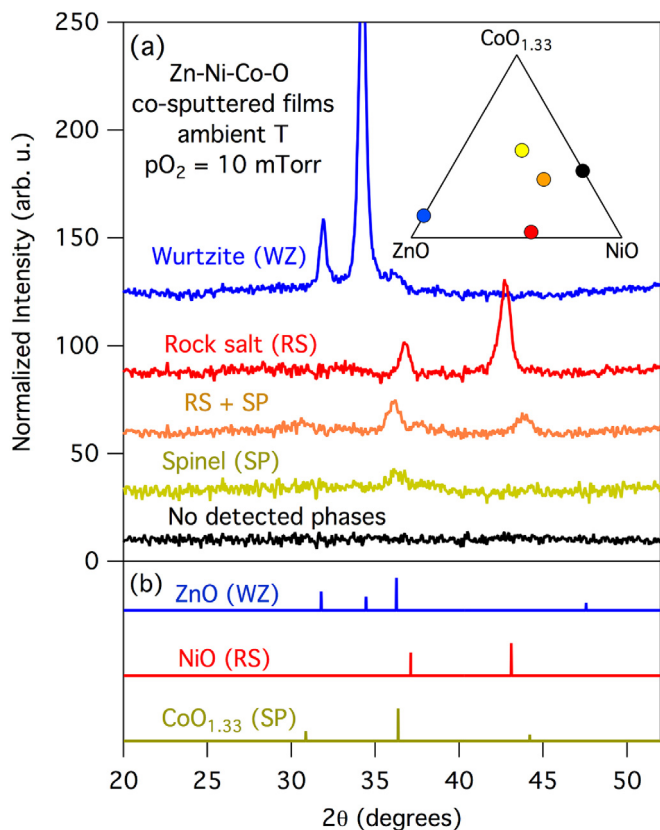 (a)
Zn-Ni-Co-O
co-sputtered films
ambient T
pO₂ = 10 mTorr
CoO₁.₃₃
ZnO
NiO
Wurtzite (WZ)
Rock salt (RS)
RS + SP
Spinel (SP)
No detected phases
250
200
150
100
50
0
Normalized Intensity (arb. u.)
(b)
ZnO (WZ)
NiO (RS)
CoO₁.₃₃ (SP)
20 25 30 35 40 45 50
2θ (degrees)